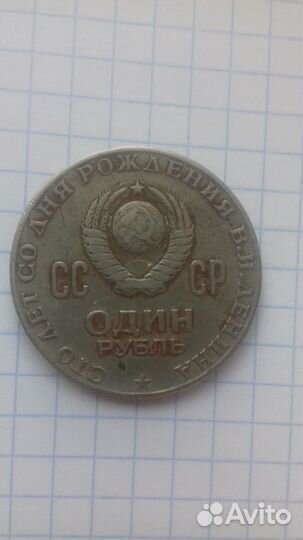 СТО ЛЕТ СО ДНЯ РОЖДЕНИЯ В.И.ЛЕНИНА
СС СР
ОДИН
РУБЛЬ
Avito